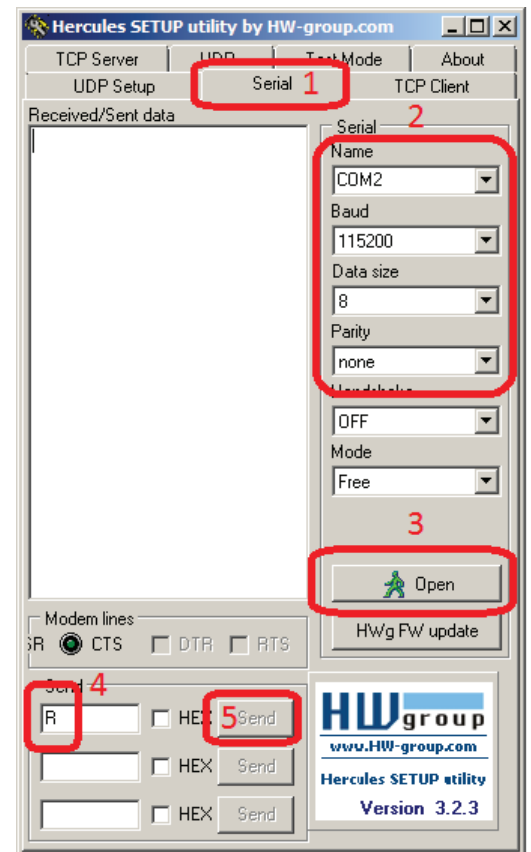 Hercules SETUP utility by HW-group.com
TCP Server UDP Test Mode About
UDP Setup Serial 1 TCP Client
Received/Sent data
Serial 2
Name
COM2
Baud
115200
Data size
8
Parity
none
OFF
Mode
Free
3
Open
HWg FW update
Modem lines
CTS DTR RTS
Send 4
R HEX 5 Send
HEX Send
HEX Send
HWgroup
www.HW-group.com
Hercules SETUP utility
Version 3.2.3